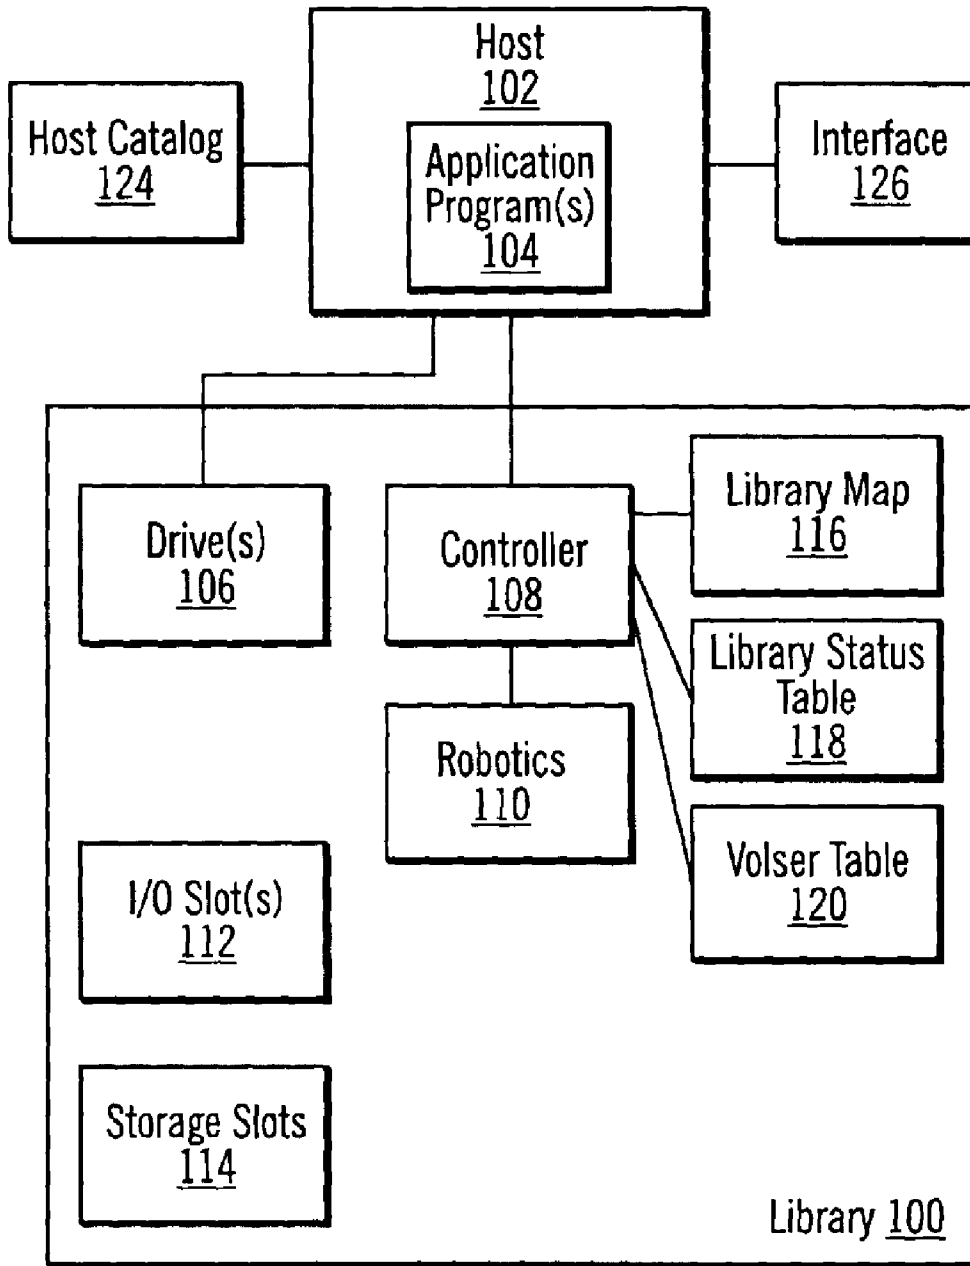 Host
102
Host Catalog
124
Application
Program(s)
104
Interface
126
Drive(s)
106
Controller
108
Library Map
116
Library Status
Table
118
Robotics
110
Volser Table
120
I/O Slot(s)
112
Storage Slots
114
Library 100